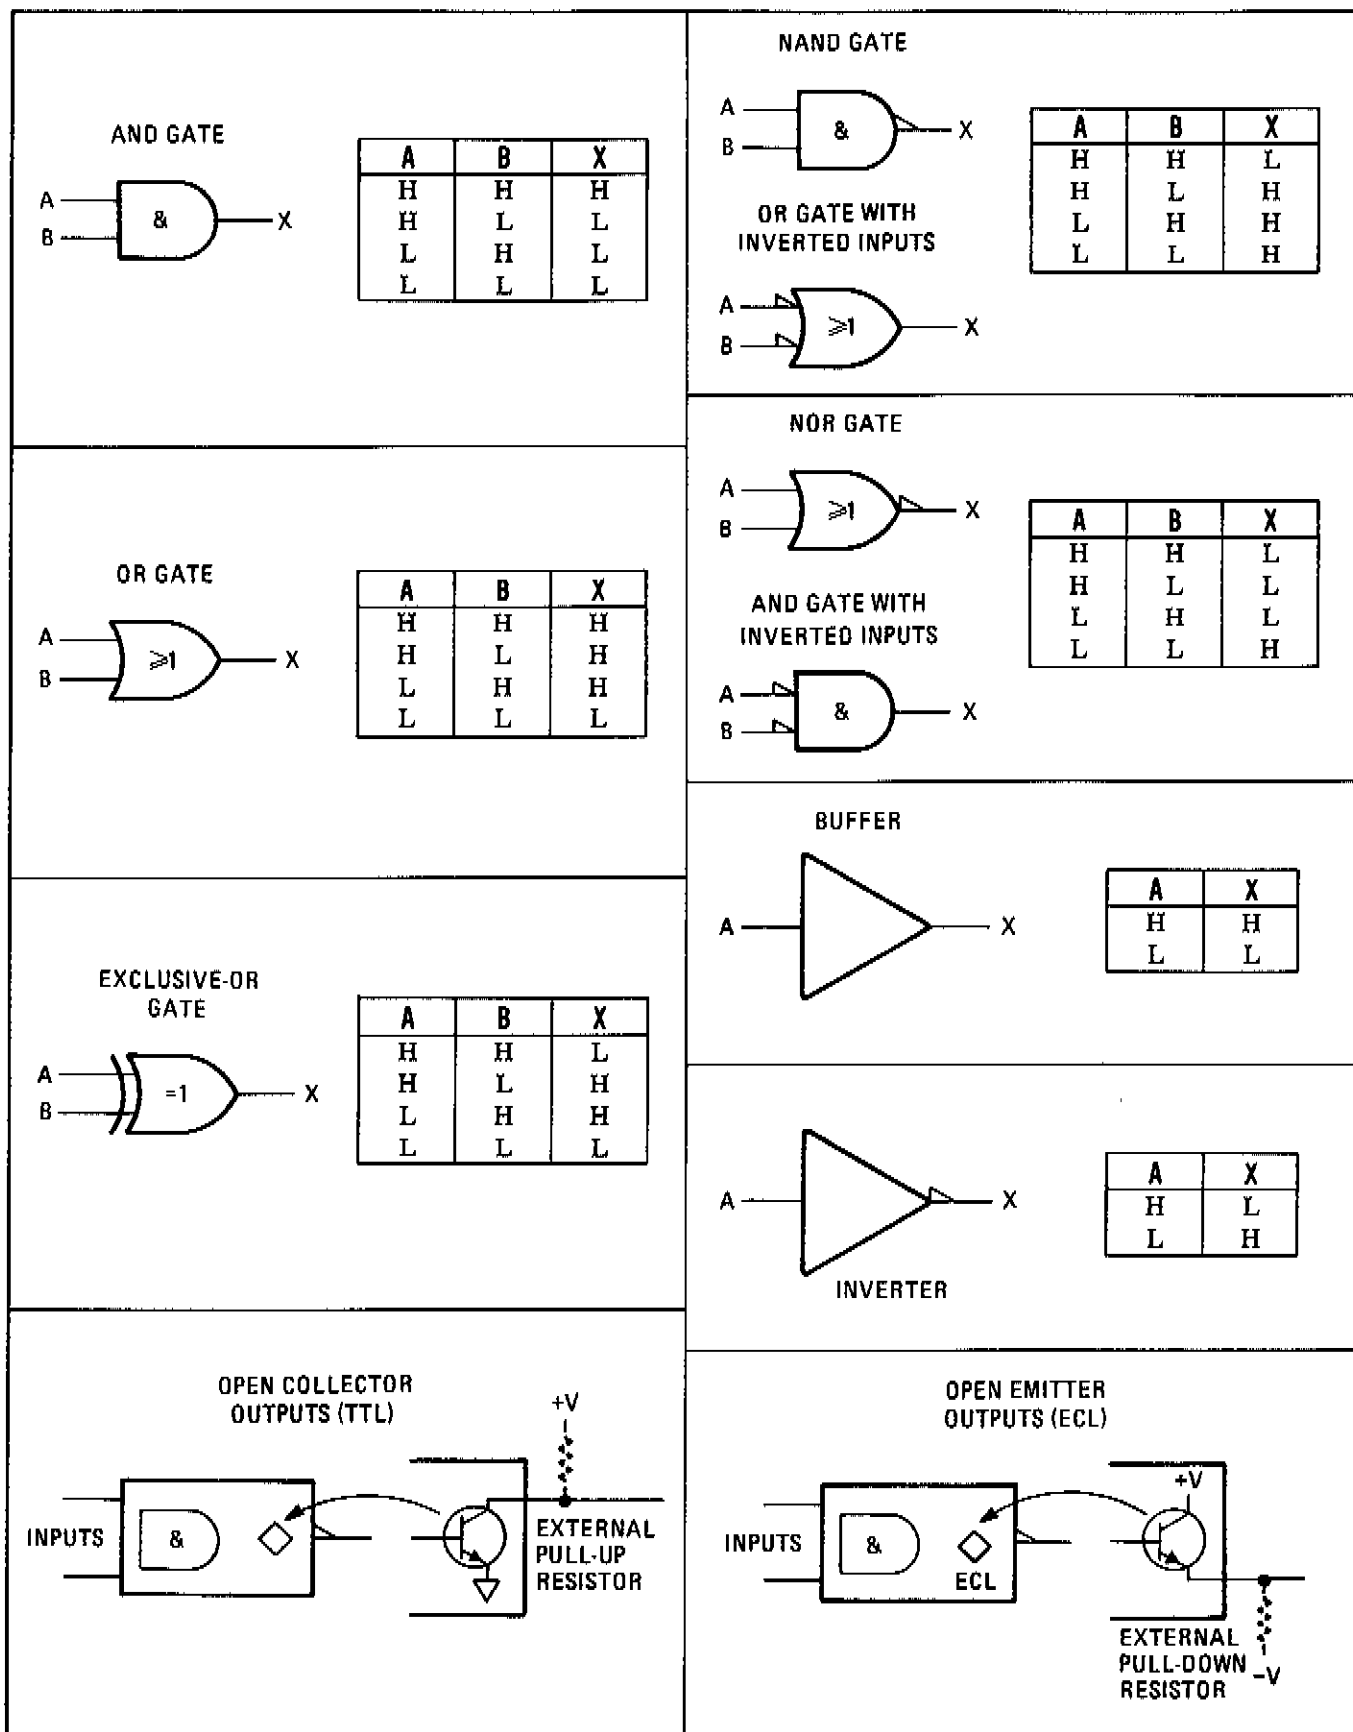 AND GATE
A
B
&
X
A B X
H H H
H L L
L H L
L L L
OR GATE
A
B
≥1
X
A B X
H H H
H L H
L H H
L L L
EXCLUSIVE-OR
GATE
A
B
=1
X
A B X
H H L
H L H
L H H
L L L
OPEN COLLECTOR
OUTPUTS (TTL)
+V
INPUTS
&
EXTERNAL
PULL-UP
RESISTOR
NAND GATE
A
B
&
X
OR GATE WITH
INVERTED INPUTS
A
B
≥1
X
A B X
H H L
H L H
L H H
L L H
NOR GATE
A
B
≥1
X
AND GATE WITH
INVERTED INPUTS
A
B
&
X
A B X
H H L
H L L
L H L
L L H
BUFFER
A
X
A X
H H
L L
A
X
INVERTER
A X
H L
L H
OPEN EMITTER
OUTPUTS (ECL)
+V
INPUTS
&
ECL
EXTERNAL
PULL-DOWN
RESISTOR
-V